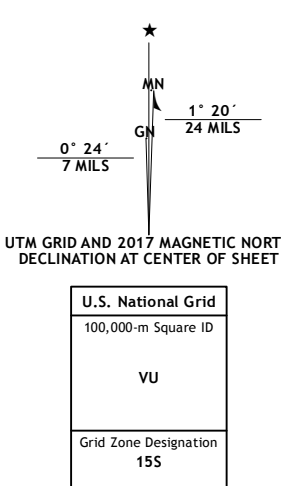 ★
MN
1° 20´
24 MILS
GN
0° 24´
7 MILS
UTM GRID AND 2017 MAGNETIC NORT
DECLINATION AT CENTER OF SHEET
U.S. National Grid
100,000-m Square ID
VU
Grid Zone Designation
15S